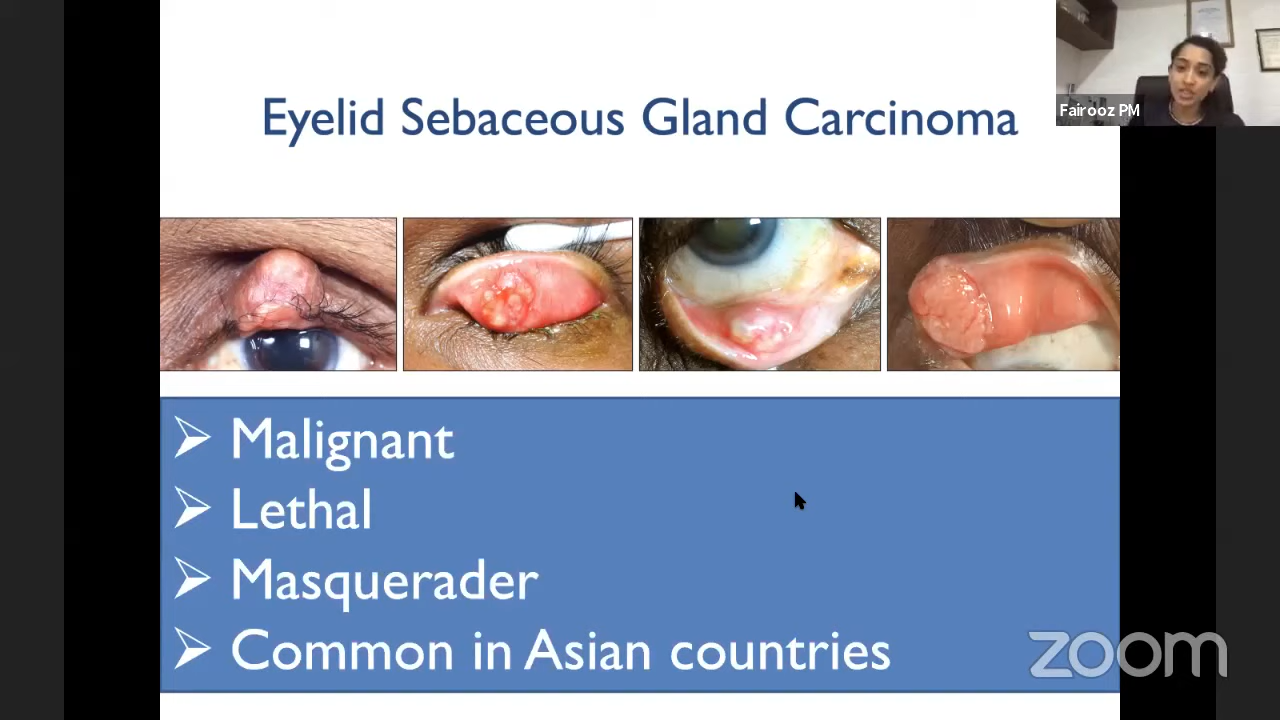 Eyelid Sebaceous Gland Carcinoma
Fairooz PM
Malignant
Lethal
Masquerader
Common in Asian countries
zoom